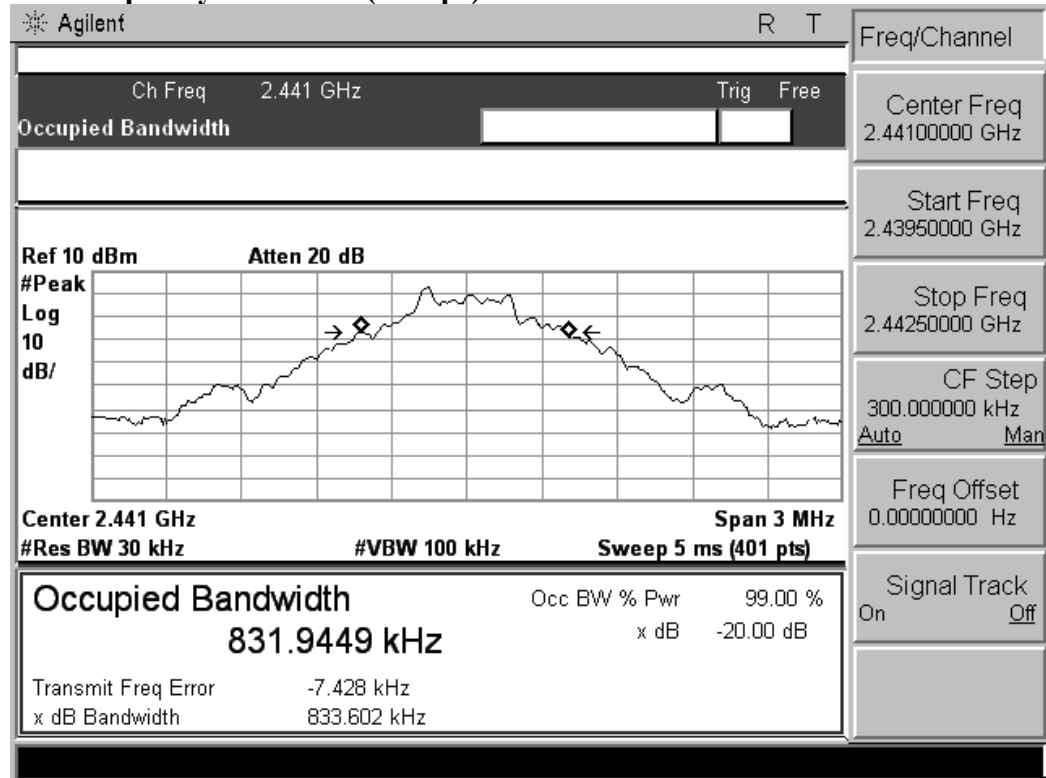 Agilent R T
Freq/Channel
Ch Freq 2.441 GHz Trig Free
Occupied Bandwidth
Center Freq
2.44100000 GHz
Start Freq
2.43950000 GHz
Stop Freq
2.44250000 GHz
CF Step
300.000000 kHz
Auto Man
Freq Offset
0.00000000 Hz
Signal Track
On Off
Ref 10 dBm Atten 20 dB
#Peak
Log
10
dB/
Center 2.441 GHz Span 3 MHz
#Res BW 30 kHz #VBW 100 kHz Sweep 5 ms (401 pts)
Occupied Bandwidth
831.9449 kHz
Occ BW % Pwr 99.00 %
x dB -20.00 dB
Transmit Freq Error -7.428 kHz
x dB Bandwidth 833.602 kHz